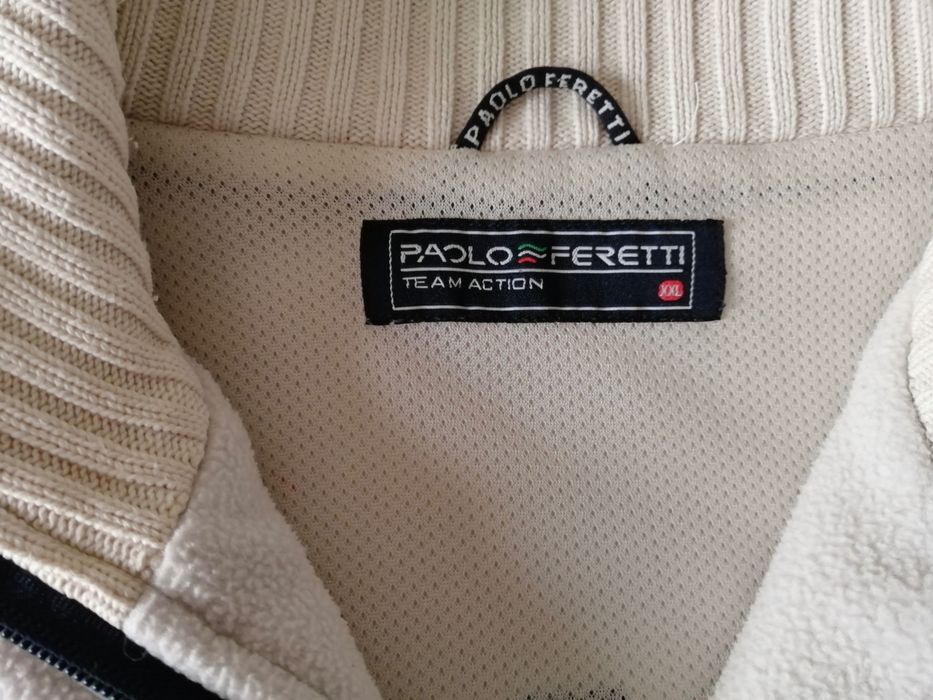 PAOLO FERETTI
PAOLO FERETTI
TEAM ACTION
XXL